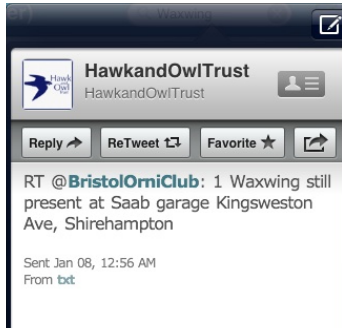 er)
Waxwing
Hawk
and
Owl
HawkandOwlTrust
HawkandOwlTrust
Reply
ReTweet
Favorite
RT @BristolOrniClub: 1 Waxwing still
present at Saab garage Kingsweston
Ave, Shirehampton
Sent Jan 08, 12:56 AM
From txt